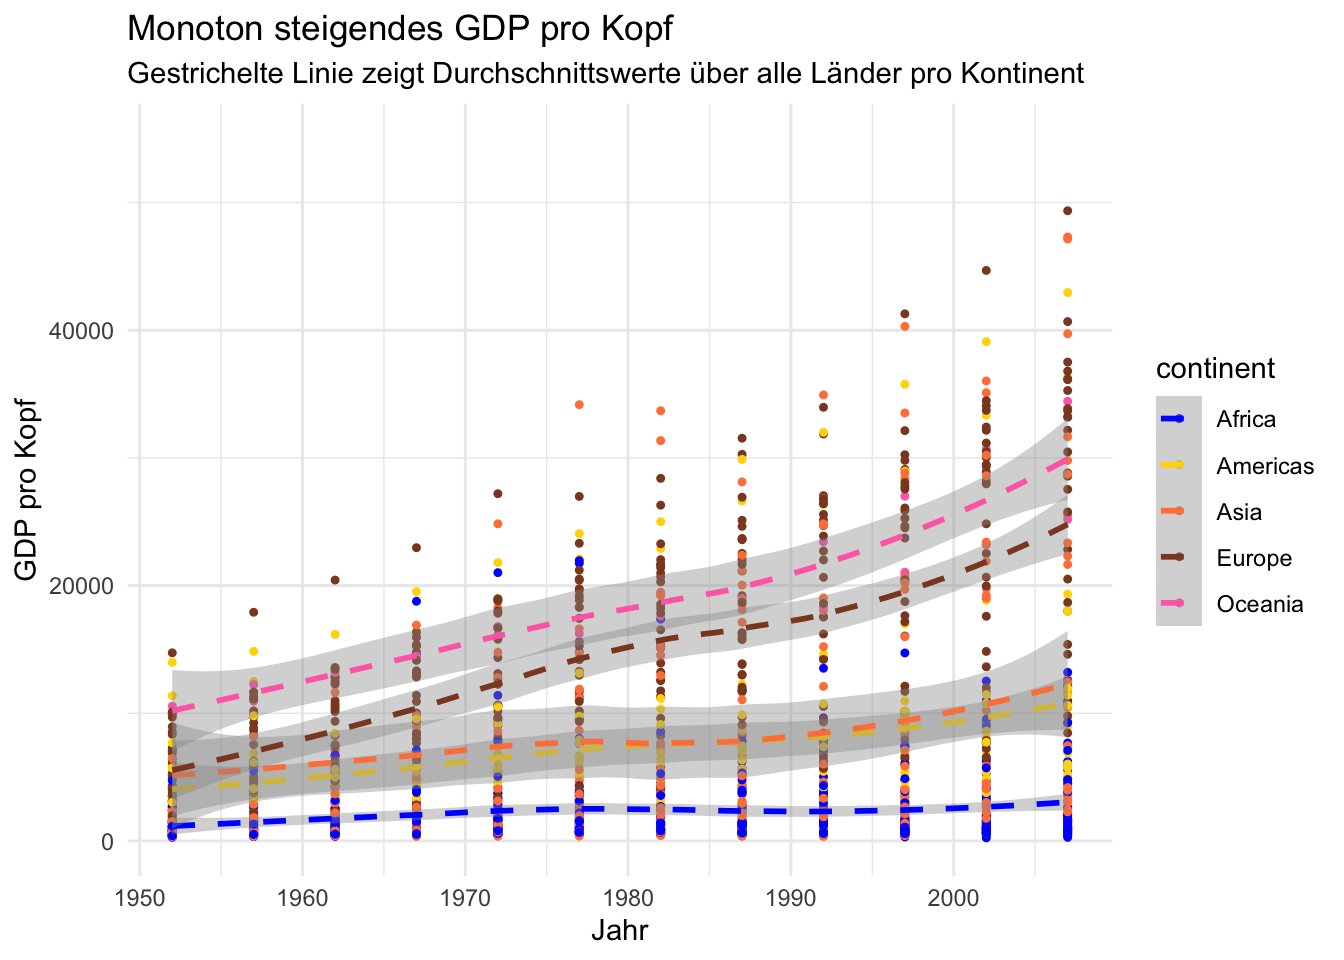 Monoton steigendes GDP pro Kopf
Gestrichelte Linie zeigt Durchschnittswerte über alle Länder pro Kontinent
GDP pro Kopf
40000
20000
0
1950
1960
1970
1980
1990
2000
Jahr
continent
Africa
Americas
Asia
Europe
Oceania